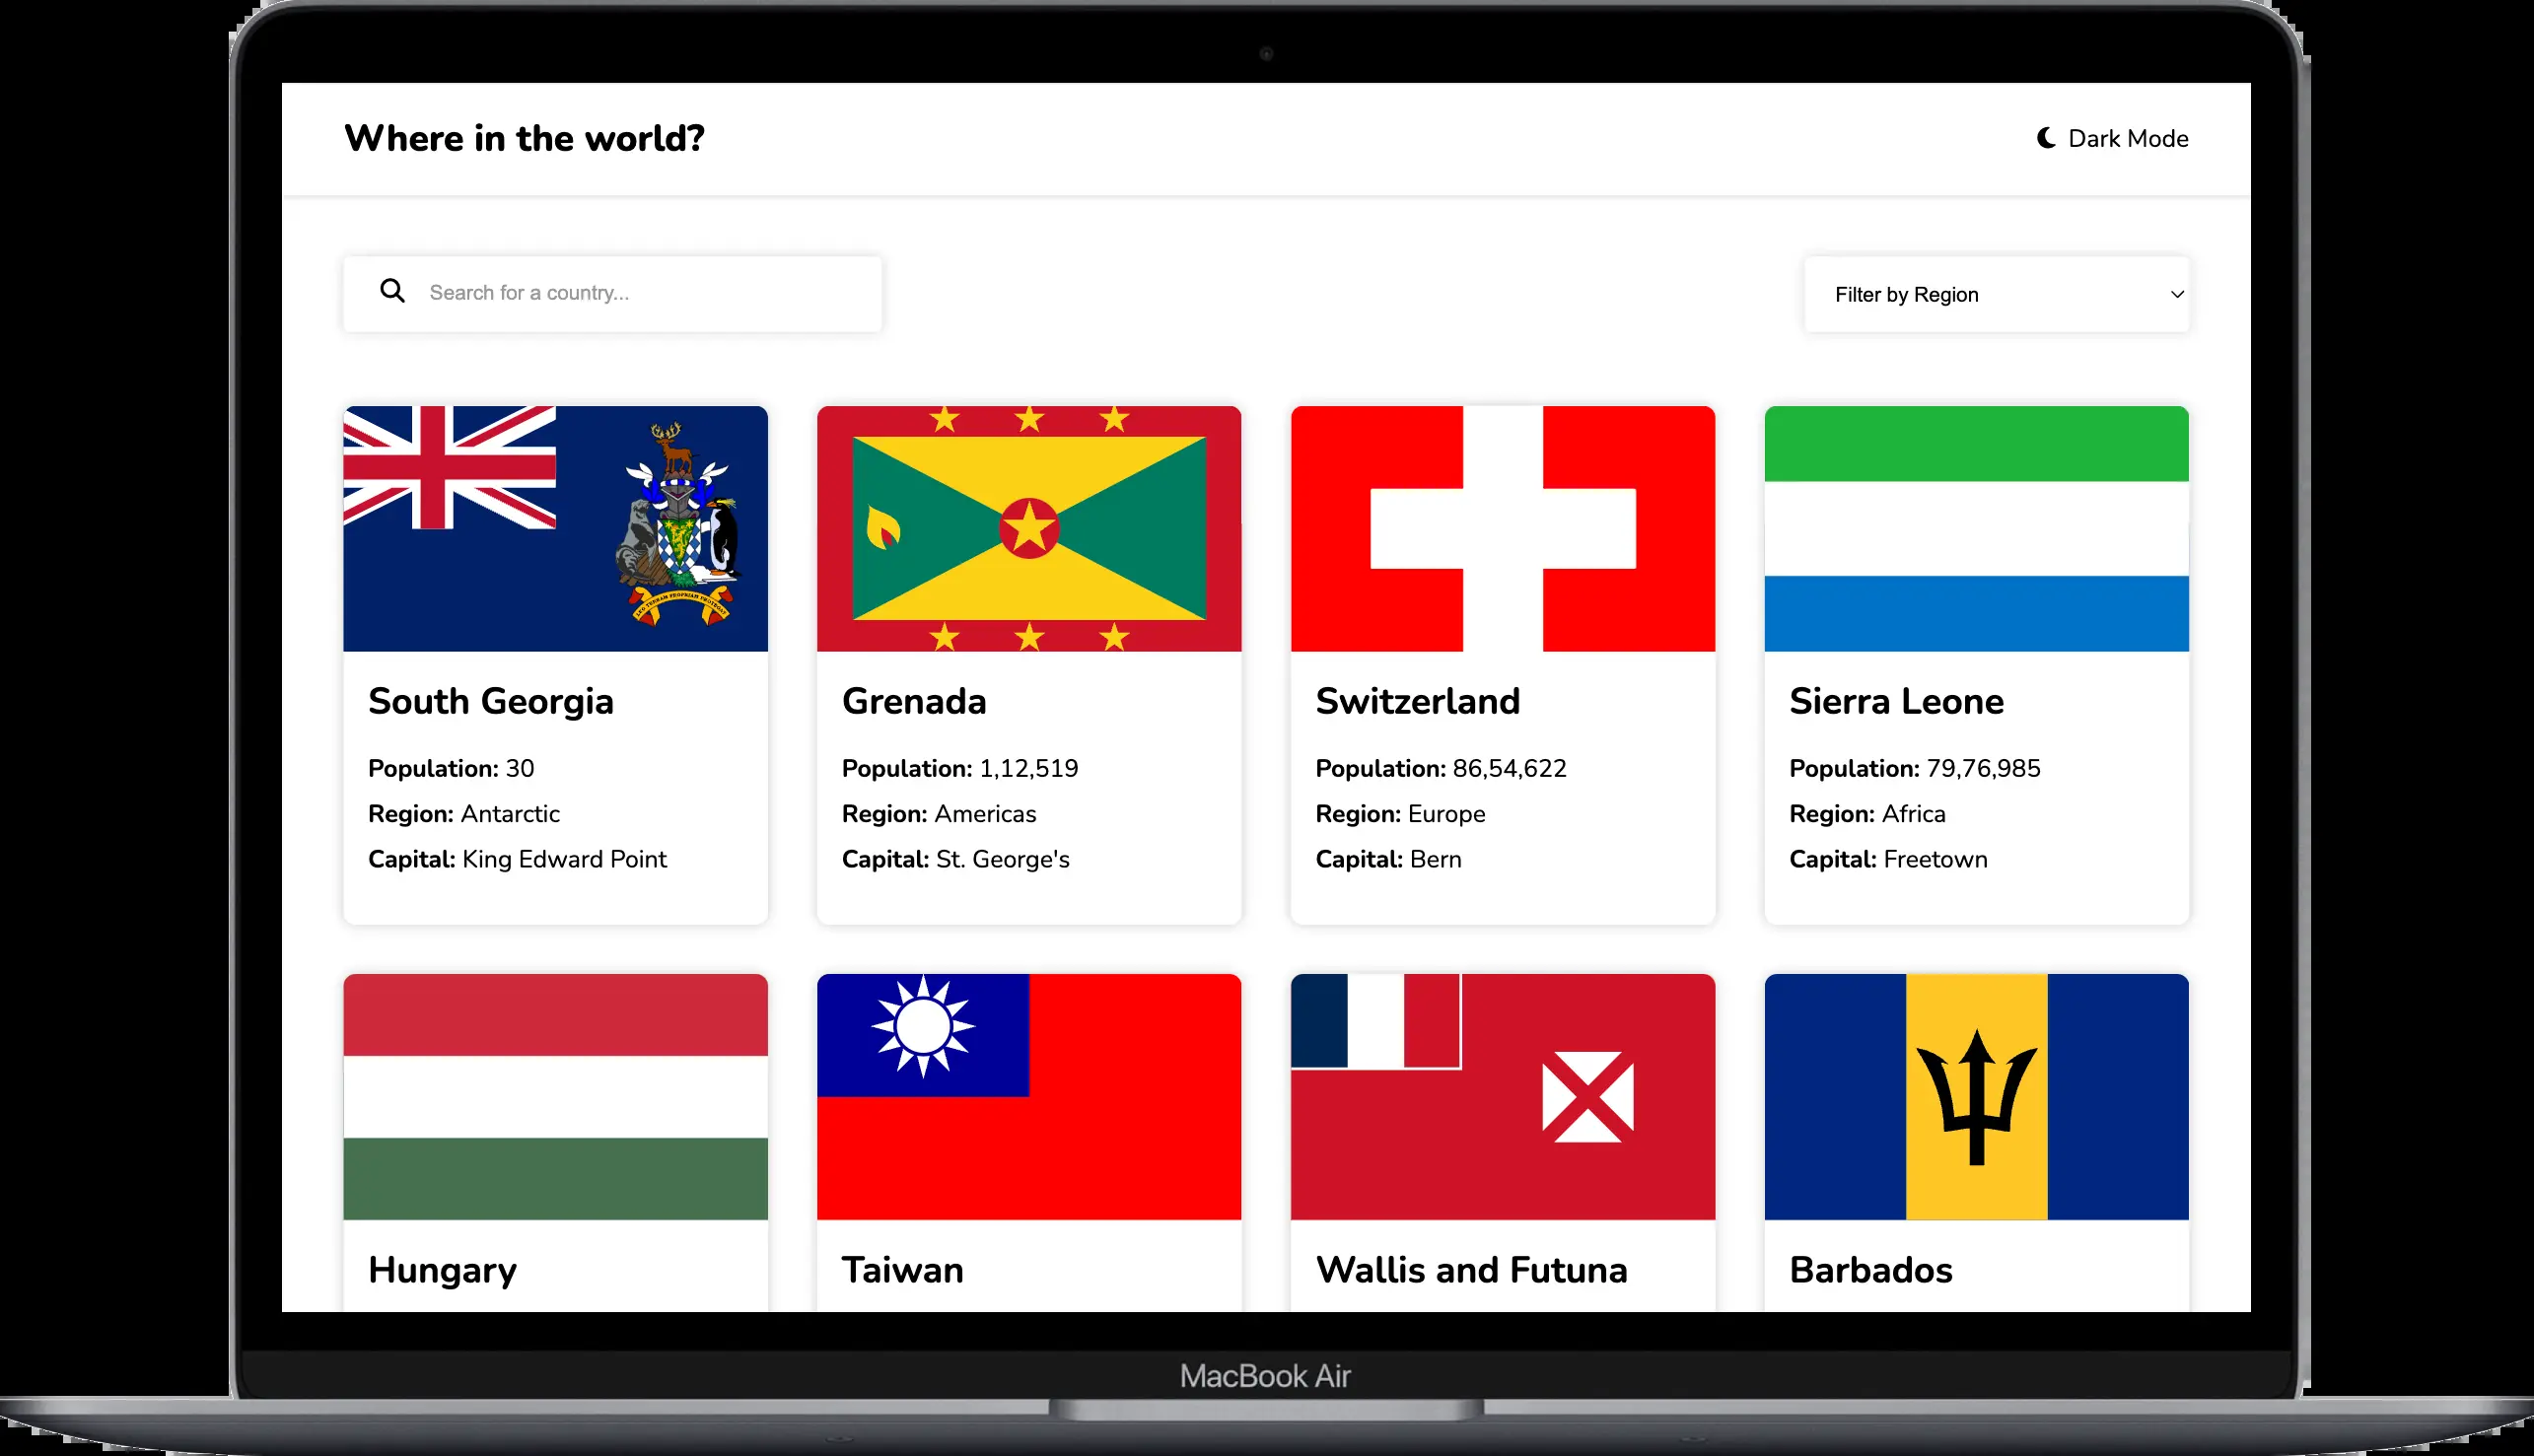 Where in the world?
Dark Mode
Search for a country...
Filter by Region
South Georgia
Population: 30
Region: Antarctic
Capital: King Edward Point
Grenada
Population: 1,12,519
Region: Americas
Capital: St. George's
Switzerland
Population: 86,54,622
Region: Europe
Capital: Bern
Sierra Leone
Population: 79,76,985
Region: Africa
Capital: Freetown
Hungary
Taiwan
Wallis and Futuna
Barbados
MacBook Air